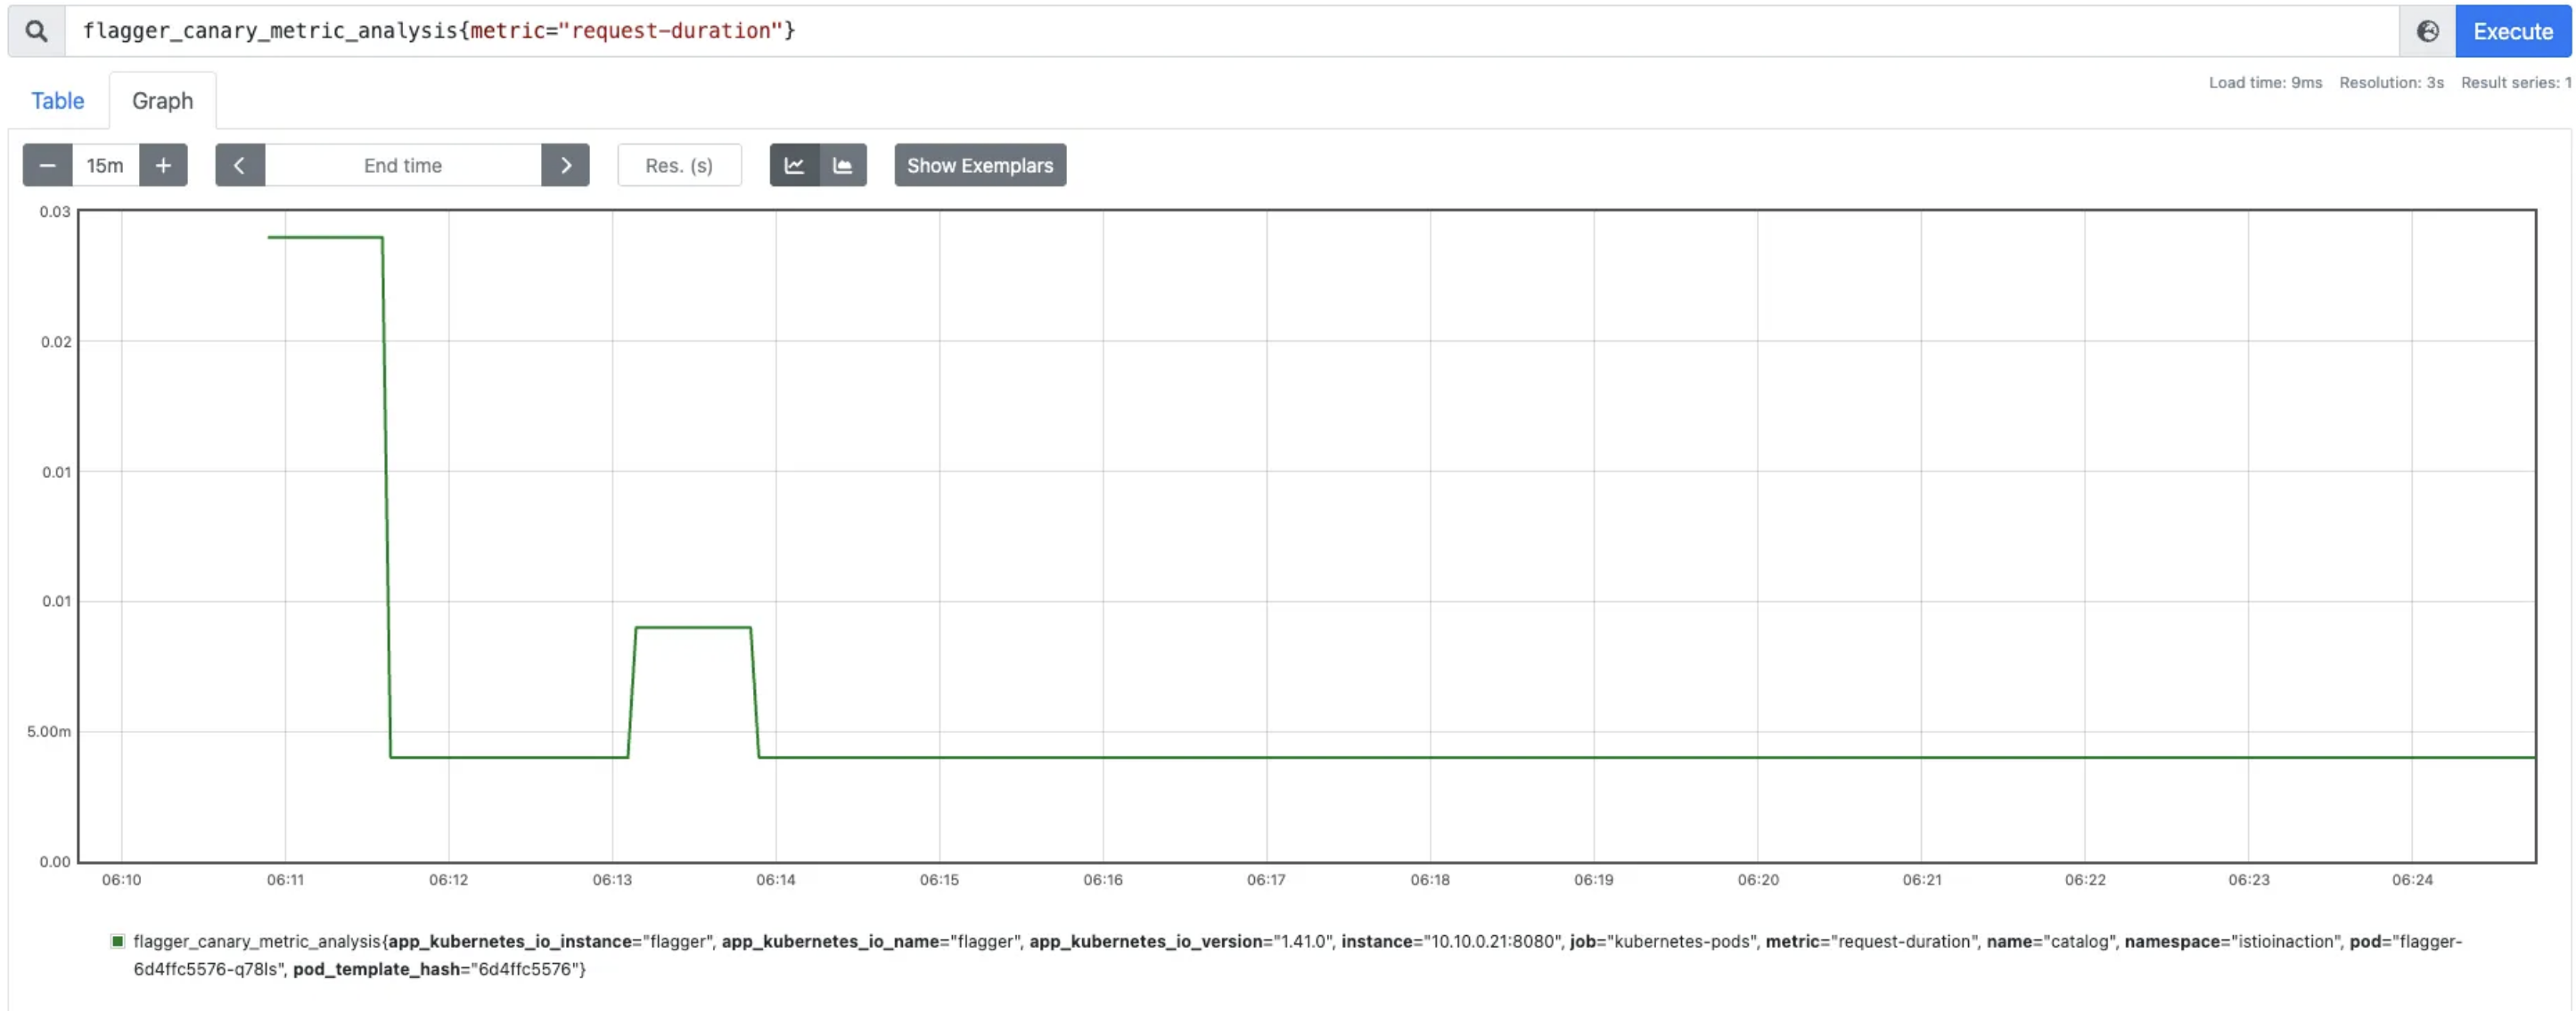 flagger_canary_metric_analysis{metric="request-duration"}
Execute
Table
Graph
Load time: 9ms Resolution: 3s Result series: 1
15m
End time
Res. (s)
Show Exemplars
0.03
0.02
0.01
0.01
5.00m
0.00
06:10 06:11 06:12 06:13 06:14 06:15 06:16 06:17 06:18 06:19 06:20 06:21 06:22 06:23 06:24
flagger_canary_metric_analysis{app_kubernetes_io_instance="flagger", app_kubernetes_io_name="flagger", app_kubernetes_io_version="1.41.0", instance="10.10.0.21:8080", job="kubernetes-pods", metric="request-duration", name="catalog", namespace="istioinaction", pod="flagger-
6d4ffc5576-q78ls", pod_template_hash="6d4ffc5576"}